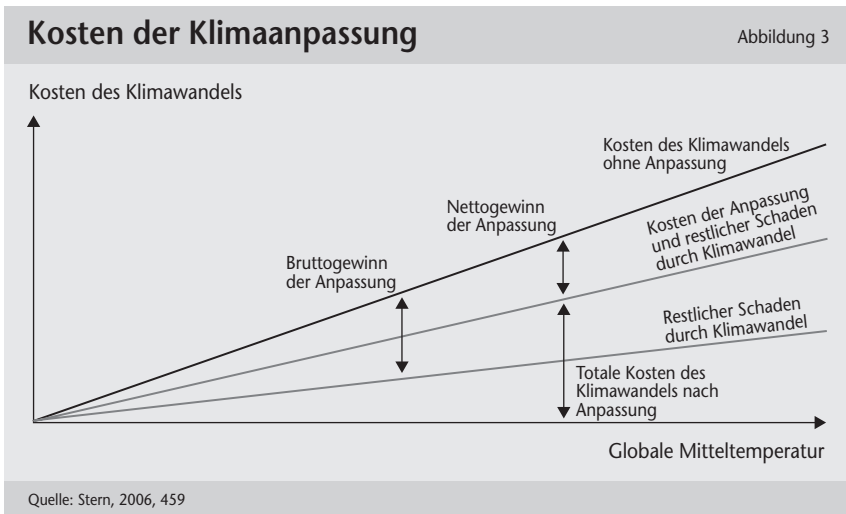 Kosten der Klimaanpassung
Abbildung 3
Kosten des Klimawandels
Kosten des Klimawandels
ohne Anpassung
Nettogewinn
der Anpassung
Kosten der Anpassung
und restlicher Schaden
durch Klimawandel
Bruttogewinn
der Anpassung
Restlicher Schaden
durch Klimawandel
Totale Kosten des
Klimawandels nach
Anpassung
Globale Mitteltemperatur
Quelle: Stern, 2006, 459